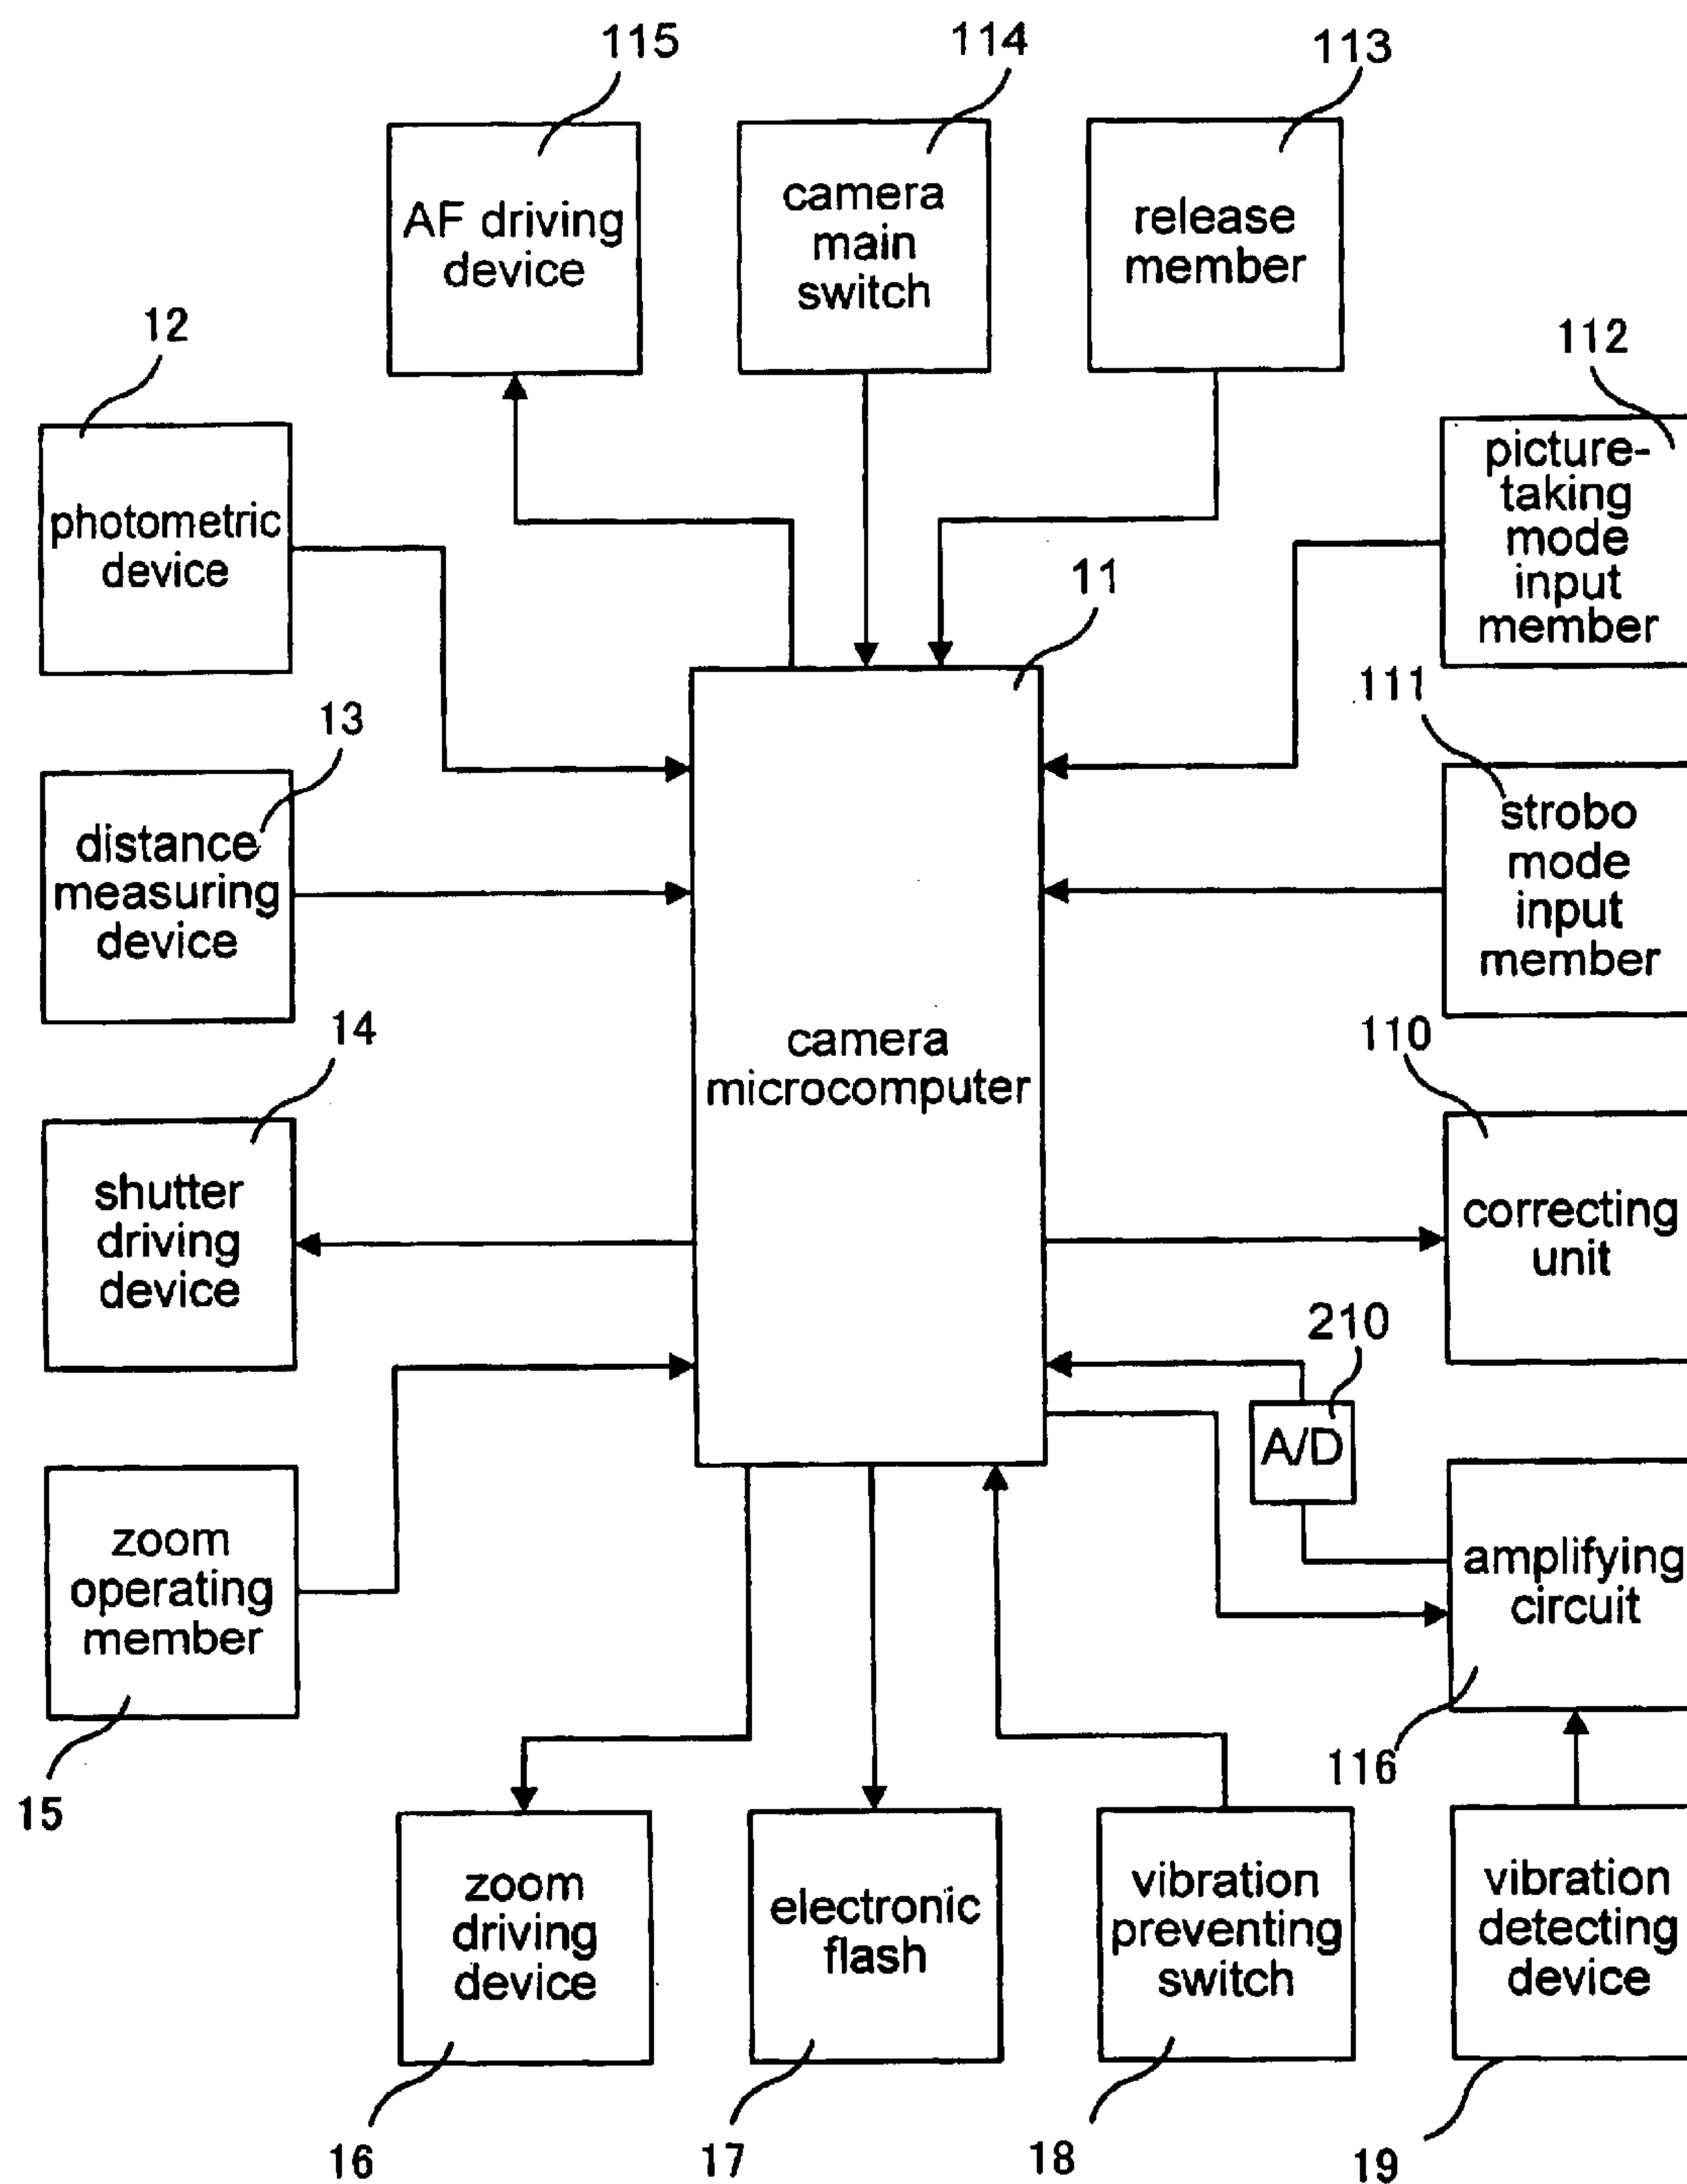 115
114
113
AF driving
device
camera
main
switch
release
member
12
112
photometric
device
picture-
taking
mode
input
member
11
13
111
distance
measuring
device
strobo
mode
input
member
camera
microcomputer
14
110
shutter
driving
device
correcting
unit
210
A/D
zoom
operating
member
amplifying
circuit
15
116
zoom
driving
device
electronic
flash
vibration
preventing
switch
vibration
detecting
device
16
17
18
19